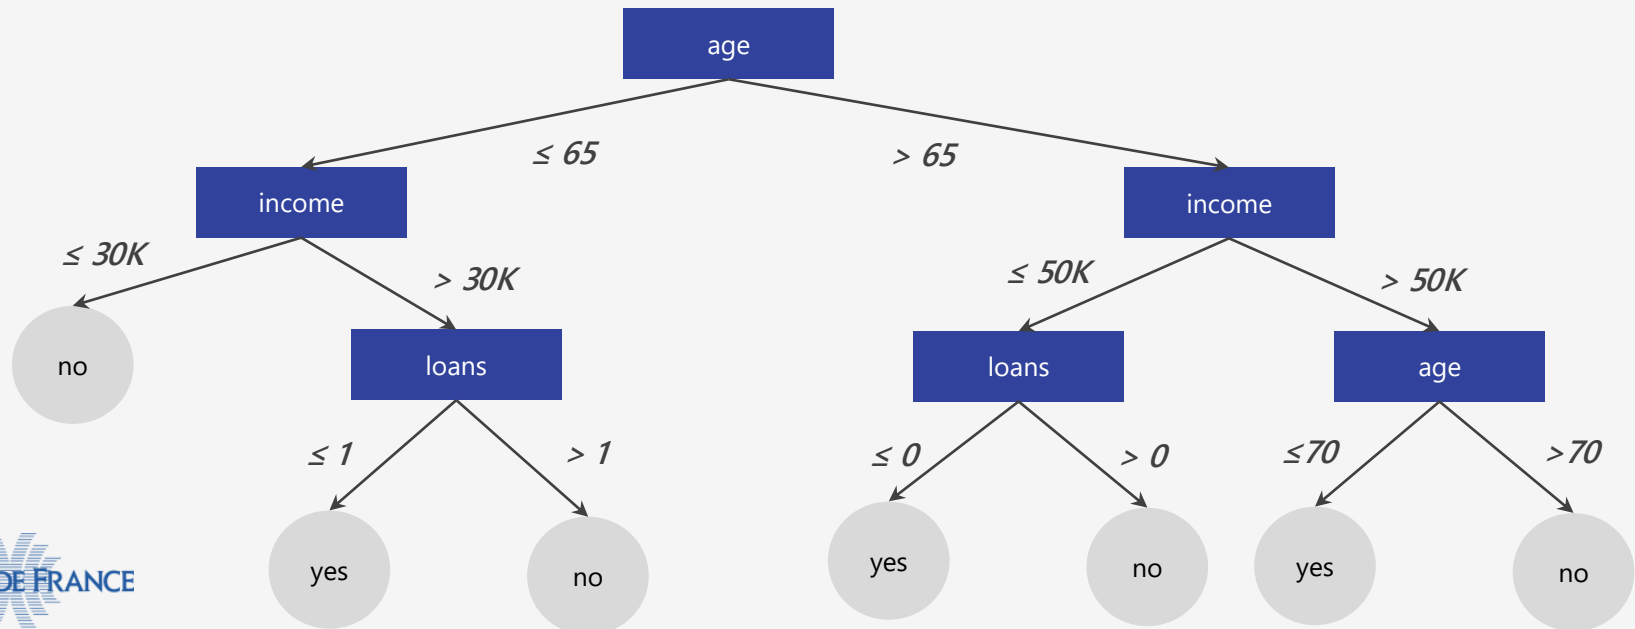 age
≤ 65
> 65
income
income
≤ 30K
> 30K
≤ 50K
> 50K
no
loans
loans
age
≤ 1
> 1
≤ 0
> 0
≤70
>70
yes
no
yes
no
yes
no
DE FRANCE